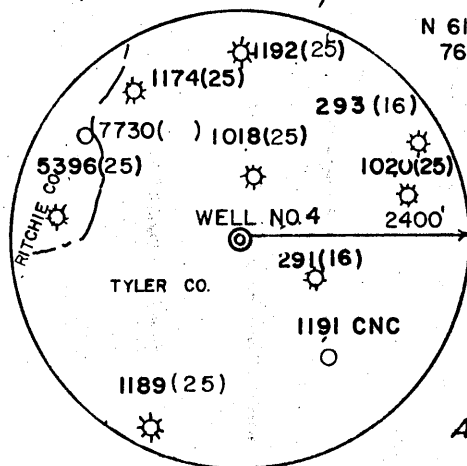 N 61
76
1192(25)
1174(25)
293 (16)
(7730( )
1018(25)
5396(25)
1020(25)
RITCHIE CO.
WELL NO.4
2400'
291(16)
TYLER CO.
1191 CNC
1189(25)
A